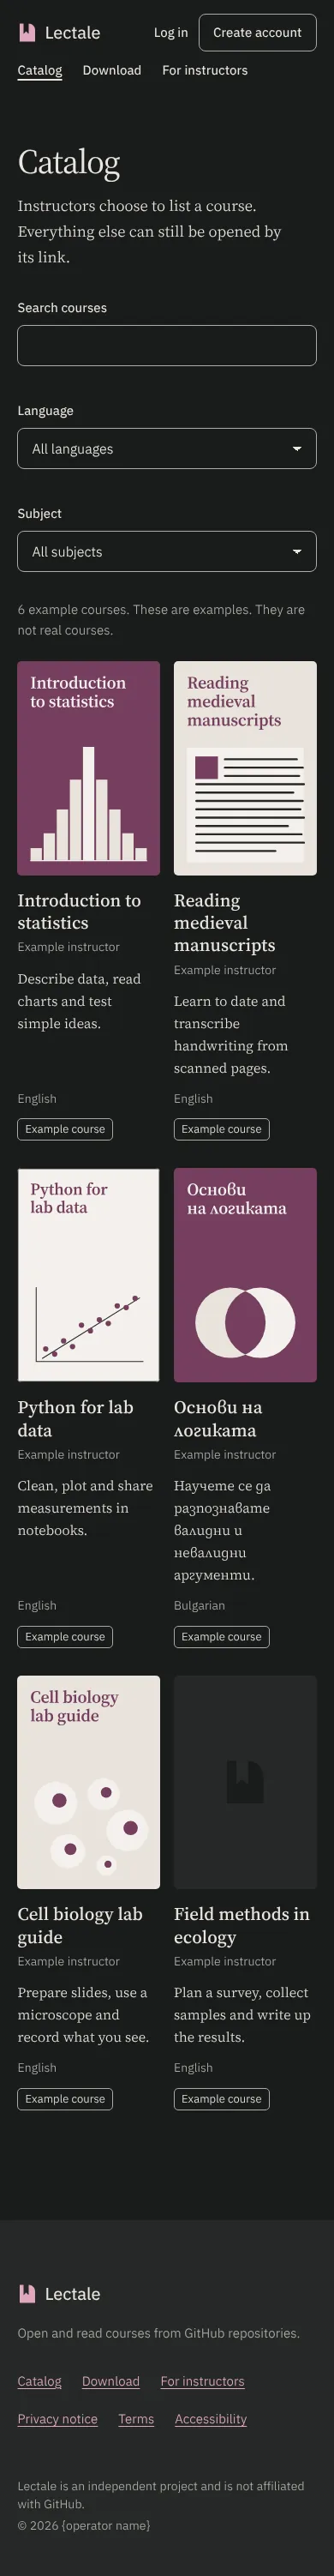 Lectale
Log in
Create account
Catalog
Download
For instructors
Catalog
Instructors choose to list a course.
Everything else can still be opened by
its link.
Search courses
Language
All languages
Subject
All subjects
6 example courses. These are examples. They are
not real courses.
Introduction
to statistics
Introduction to
statistics
Example instructor
Describe data, read
charts and test
simple ideas.
English
Example course
Reading
medieval
manuscripts
Reading
medieval
manuscripts
Example instructor
Learn to date and
transcribe
handwriting from
scanned pages.
English
Example course
Python for
lab data
Python for lab
data
Example instructor
Clean, plot and share
measurements in
notebooks.
English
Example course
Основи
на логиката
Основи на
логиката
Example instructor
Научете се да
разпознавате
валидни и
невалидни
аргументи.
Bulgarian
Example course
Cell biology
lab guide
Cell biology lab
guide
Example instructor
Prepare slides, use a
microscope and
record what you see.
English
Example course
Field methods in
ecology
Example instructor
Plan a survey, collect
samples and write up
the results.
English
Example course
Lectale
Open and read courses from GitHub repositories.
Catalog
Download
For instructors
Privacy notice
Terms
Accessibility
Lectale is an independent project and is not affiliated
with GitHub.
© 2026 {operator name}